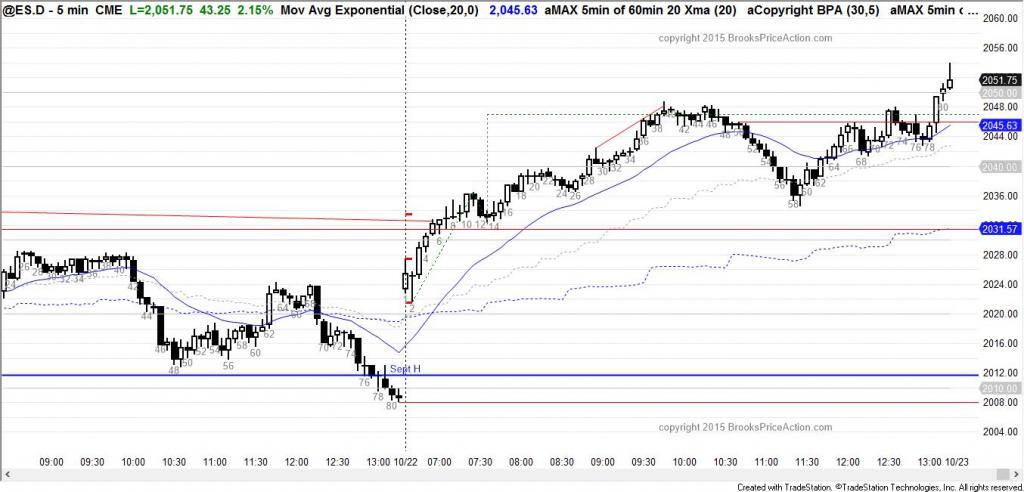 @ES.D - 5 min  CME  L=2,051.75  43.25  2.15%  Mov Avg Exponential (Close,20,0)  2,045.63  aMAX 5min of 60min 20 Xma (20)  aCopyright BPA (30,5)  aMAX 5min c ...
copyright 2015 BrooksPriceAction.com
2060.00
2056.00
2051.75
2050.00
2048.00
2045.63
2044.00
2040.00
2036.00
2031.57
2028.00
2024.00
2020.00
2016.00
2012.00
2010.00
2008.00
2004.00
26 28 30 32 34 36 38 40
42
44
46 48 50 52 54 56 58 60
62
64 66 68
70 72 74
76
78
80
2
4
6 8 10 12 14 16
18 20 22 24 26 28
30 32 34
36
38 42 44 46 48
52
54
56
58 60 62
64 66 68 70 72 74 76 78
80
Sept H
copyright 2015 BrooksPriceAction.com
09:00 09:30 10:00 10:30 11:00 11:30 12:00 12:30 13:00 10/22 07:00 07:30 08:00 08:30 09:00 09:30 10:00 10:30 11:00 11:30 12:00 12:30 13:00 10/23
Created with TradeStation. ©TradeStation Technologies, Inc. All rights reserved.